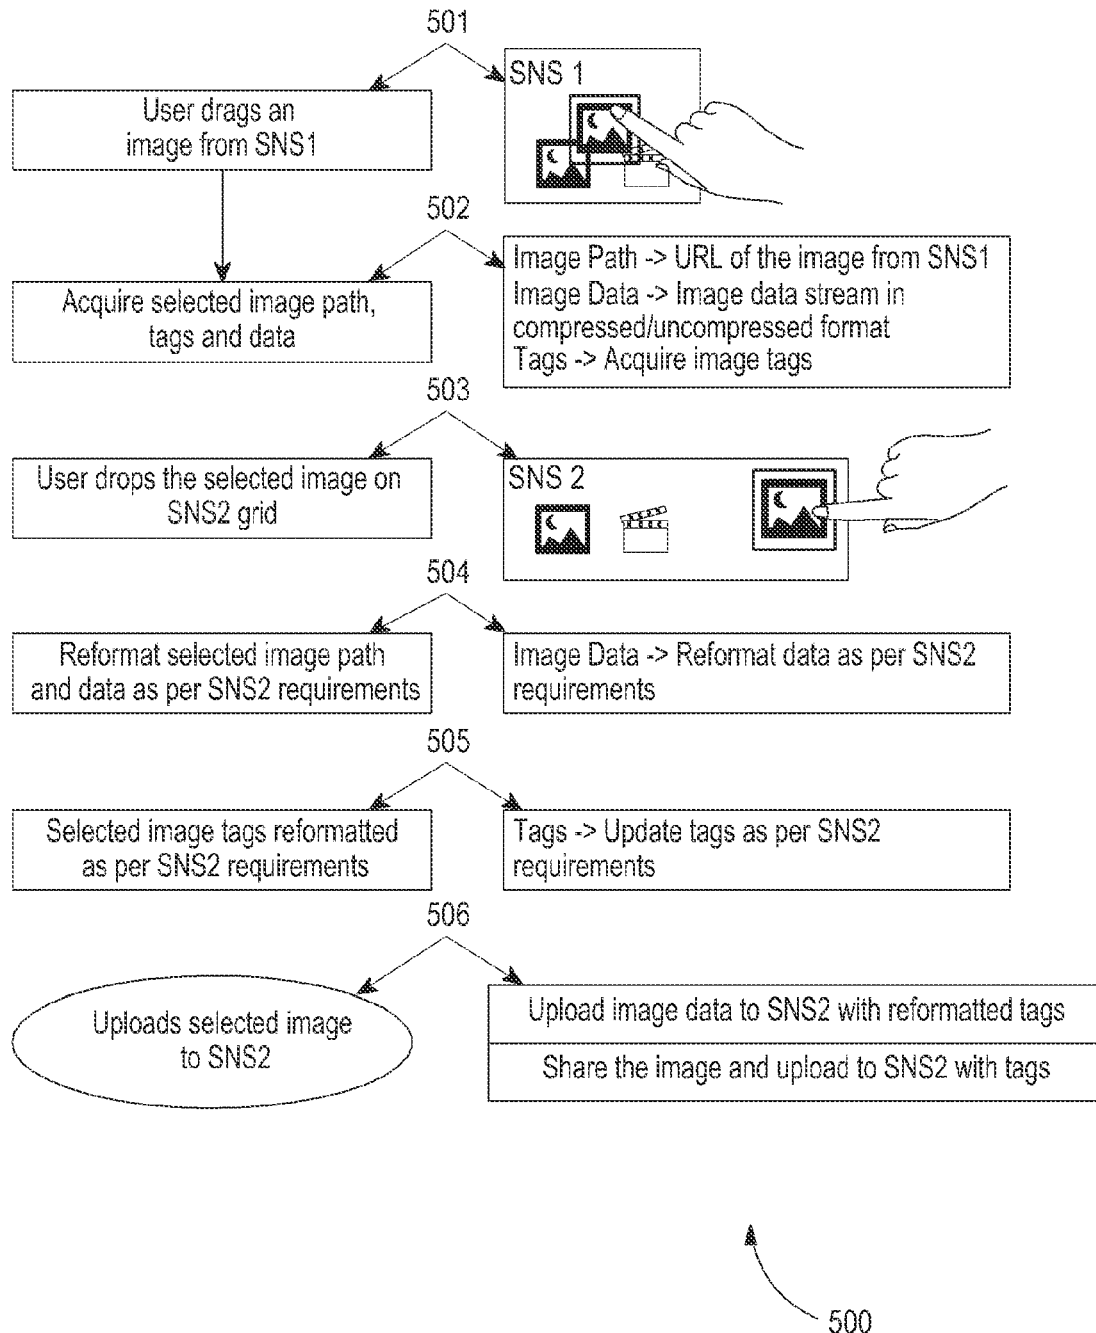 501
User drags an
image from SNS1
SNS 1
502
Acquire selected image path,
tags and data
Image Path -> URL of the image from SNS1
Image Data -> Image data stream in
compressed/uncompressed format
Tags -> Acquire image tags
503
User drops the selected image on
SNS2 grid
SNS 2
504
Reformat selected image path
and data as per SNS2 requirements
Image Data -> Reformat data as per SNS2
requirements
505
Selected image tags reformatted
as per SNS2 requirements
Tags -> Update tags as per SNS2
requirements
506
Uploads selected image
to SNS2
Upload image data to SNS2 with reformatted tags
Share the image and upload to SNS2 with tags
500